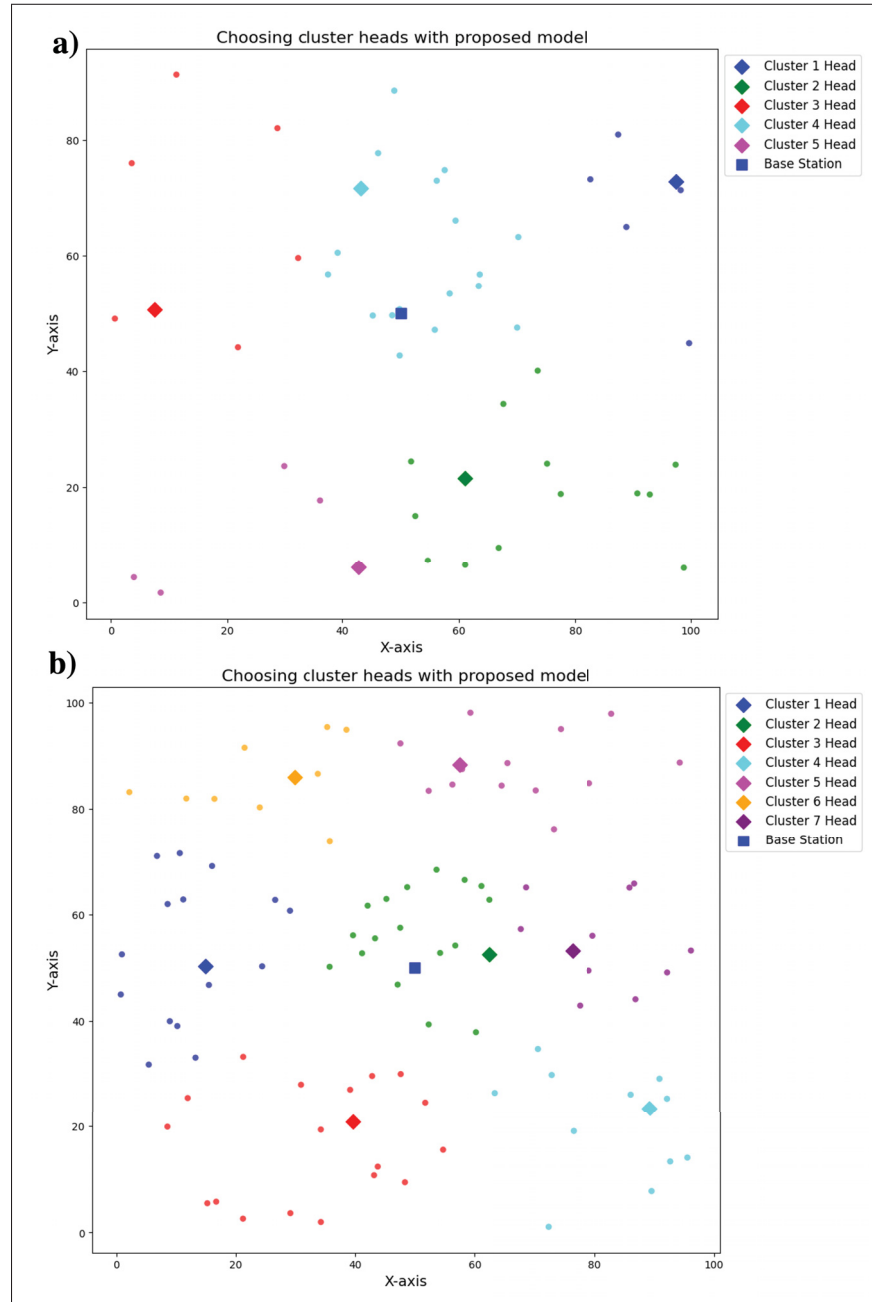 a)
Choosing cluster heads with proposed model
Cluster 1 Head
Cluster 2 Head
Cluster 3 Head
Cluster 4 Head
Cluster 5 Head
Base Station
Y-axis
80
60
40
20
0
0 20 40 60 80 100
X-axis
b)
Choosing cluster heads with proposed model
Cluster 1 Head
Cluster 2 Head
Cluster 3 Head
Cluster 4 Head
Cluster 5 Head
Cluster 6 Head
Cluster 7 Head
Base Station
Y-axis
100
80
60
40
20
0
0 20 40 60 80 100
X-axis